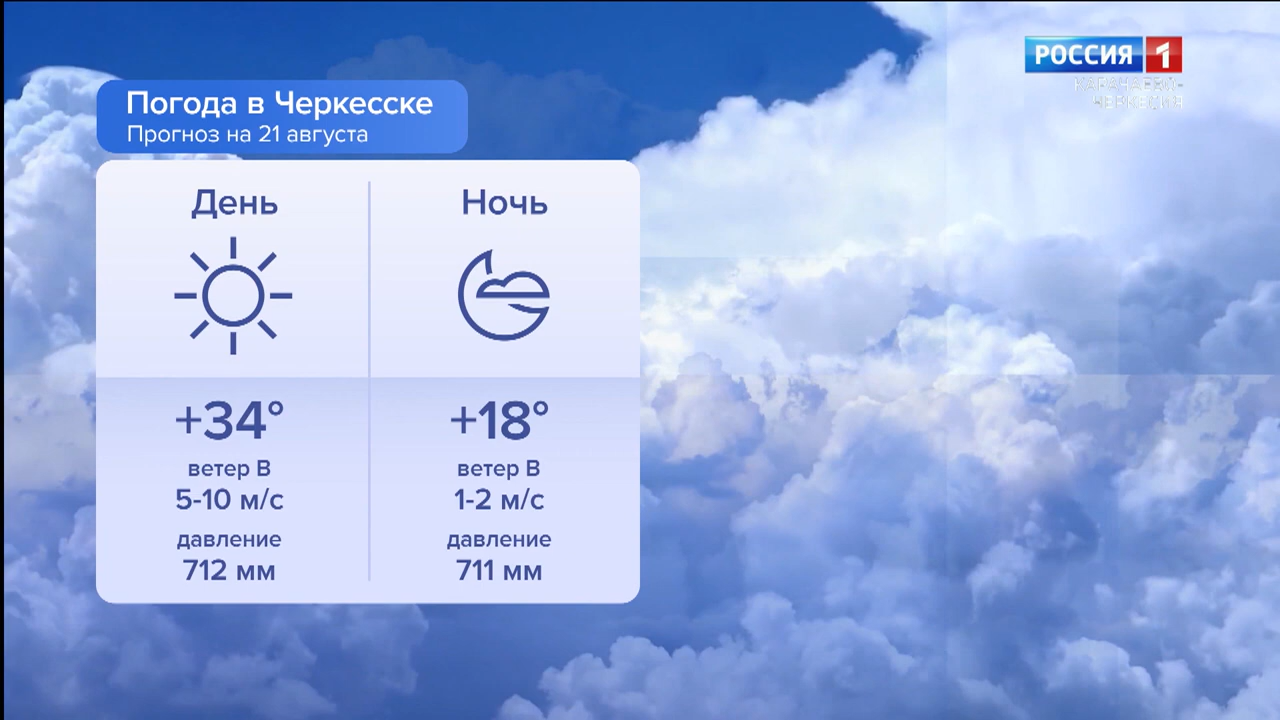 РОССИЯ 1
КАРАЧАЕВО-
ЧЕРКЕСИЯ
Погода в Черкесске
Прогноз на 21 августа
День
Ночь
+34°
+18°
ветер В
ветер В
5-10 м/с
1-2 м/с
давление
давление
712 мм
711 мм